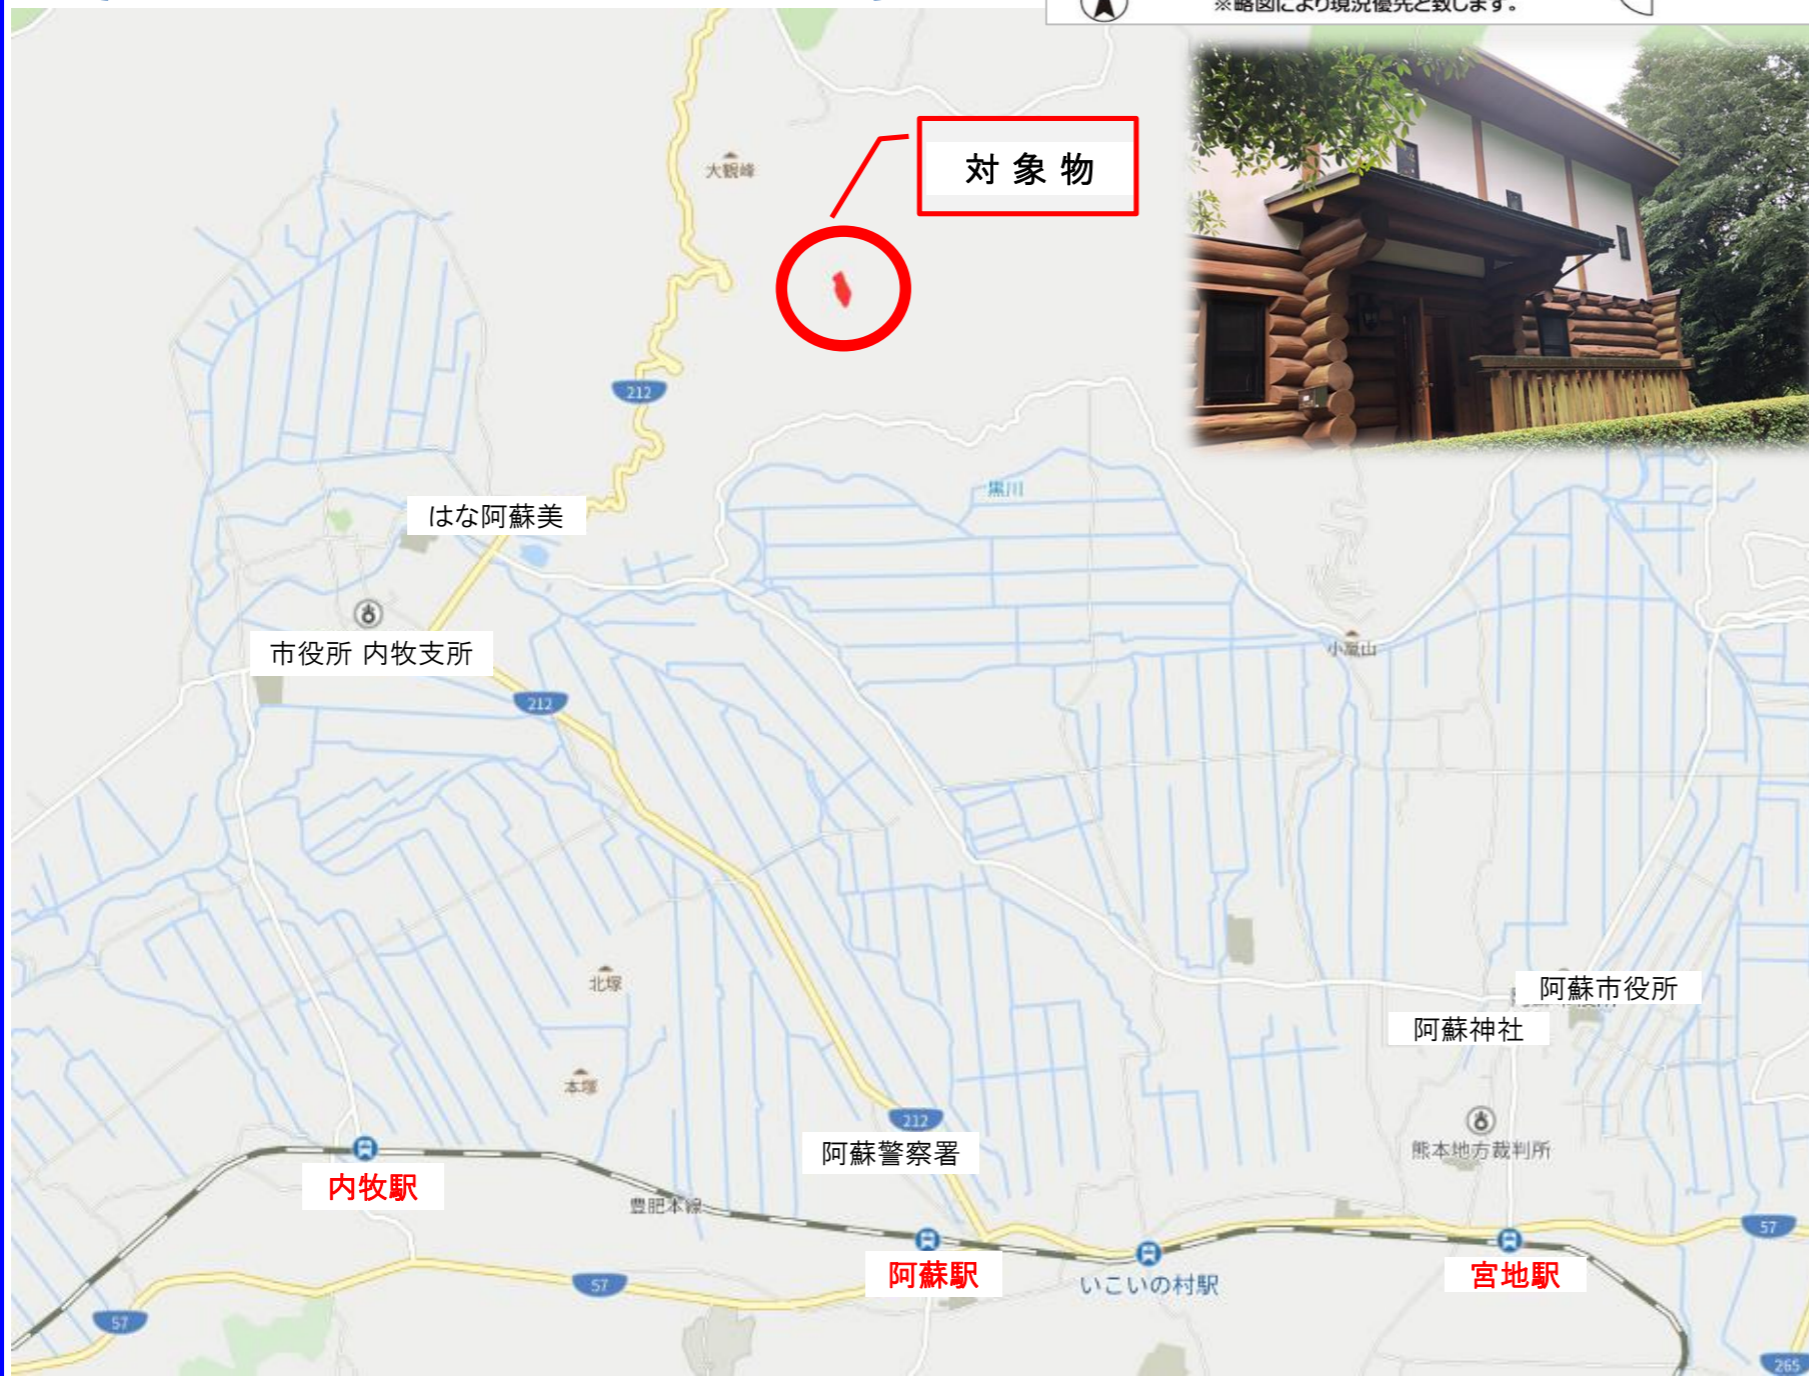 ※略図により現況優先と致します。
大観峰
対象物
212
はな阿蘇美
黒川
市役所 内牧支所
小嵐山
212
北塚
阿蘇市役所
阿蘇神社
本塚
212
阿蘇警察署
熊本地方裁判所
内牧駅
豊肥本線
57
阿蘇駅
いこいの村駅
宮地駅
57
57
265